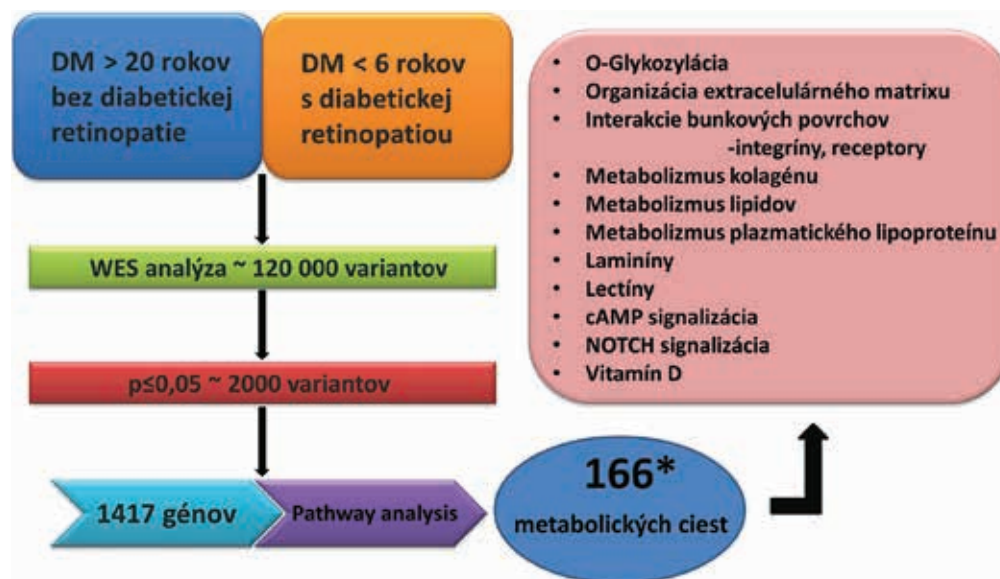 DM > 20 rokov
bez diabetickej
retinopatie
DM < 6 rokov
s diabetickej
retinopatiou
WES analýza ~ 120 000 variantov
p≤0,05 ~ 2000 variantov
1417 génov
Pathway analysis
166*
metabolických ciest
• O-Glykozylácia
• Organizácia extracelulárného matrixu
• Interakcie bunkových povrchov
-integríny, receptory
• Metabolizmus kolagénu
• Metabolizmus lipidov
• Metabolizmus plazmatického lipoproteínu
• Laminíny
• Lectíny
• cAMP signalizácia
• NOTCH signalizácia
• Vitamín D